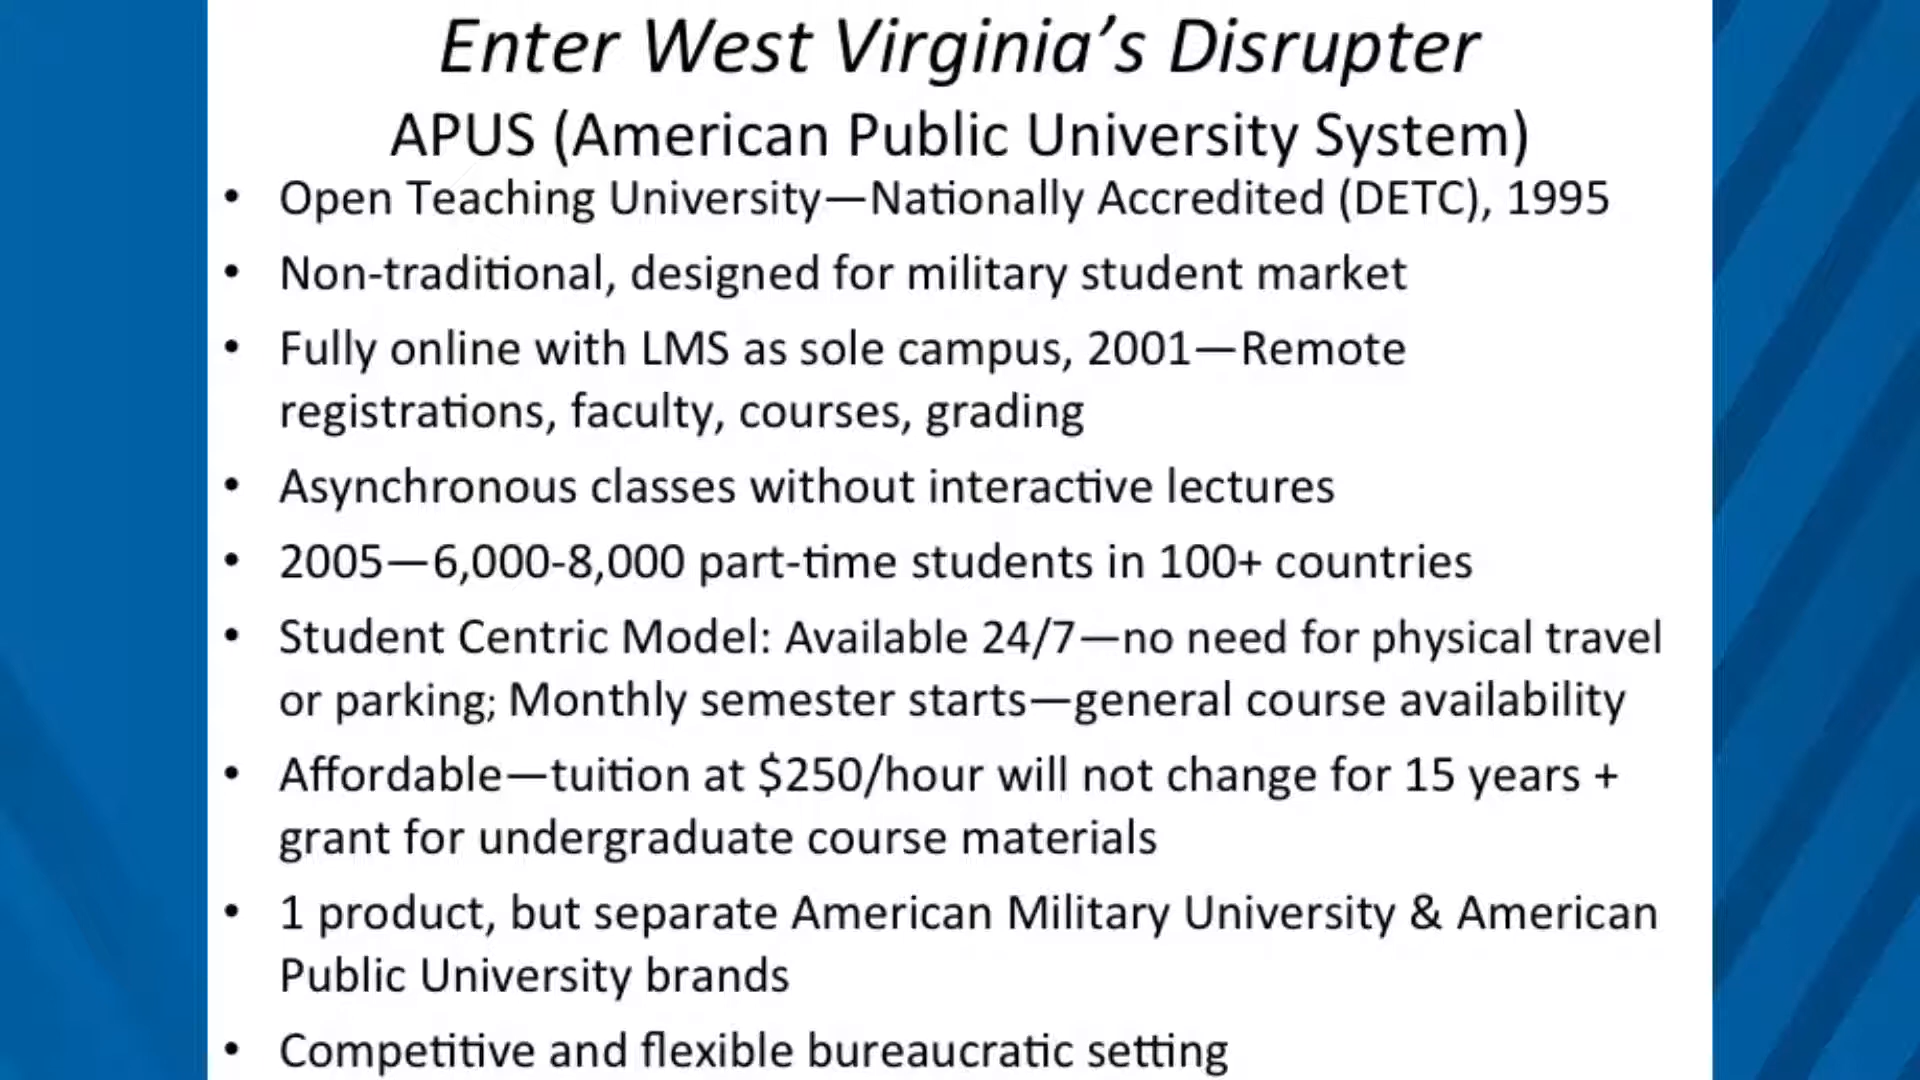 Enter West Virginia’s Disrupter
APUS (American Public University System)
• Open Teaching University—Nationally Accredited (DETC), 1995
• Non-traditional, designed for military student market
• Fully online with LMS as sole campus, 2001—Remote
registrations, faculty, courses, grading
• Asynchronous classes without interactive lectures
• 2005—6,000-8,000 part-time students in 100+ countries
• Student Centric Model: Available 24/7—no need for physical travel
or parking; Monthly semester starts—general course availability
• Affordable—tuition at $250/hour will not change for 15 years +
grant for undergraduate course materials
• 1 product, but separate American Military University & American
Public University brands
• Competitive and flexible bureaucratic setting